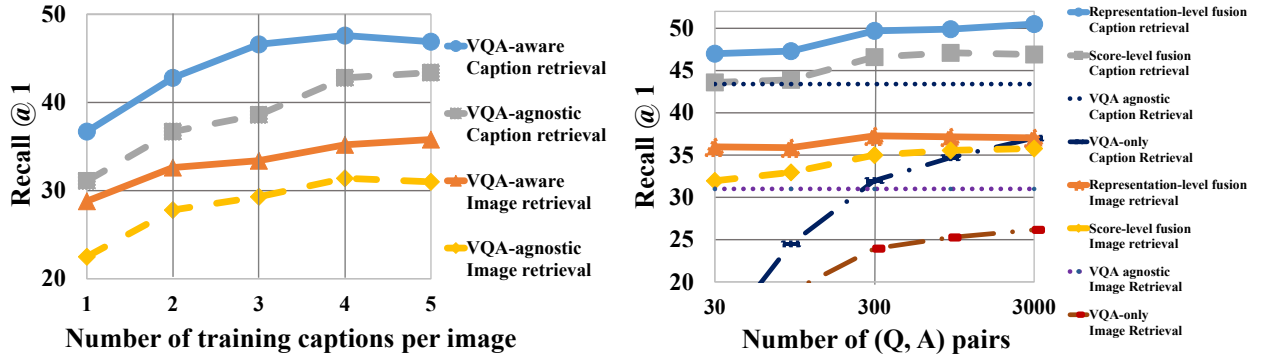 50
40
30
20
Recall @ 1
1 2 3 4 5
Number of training captions per image
VQA-aware
Caption retrieval
VQA-agnostic
Caption retrieval
VQA-aware
Image retrieval
VQA-agnostic
Image retrieval
50
45
40
35
30
25
20
Recall @ 1
30 300 3000
Number of (Q, A) pairs
Representation-level fusion
Caption retrieval
Score-level fusion
Caption retrieval
VQA agnostic
Caption Retrieval
VQA-only
Caption Retrieval
Representation-level fusion
Image retrieval
Score-level fusion
Image retrieval
VQA agnostic
Image Retrieval
VQA-only
Image Retrieval